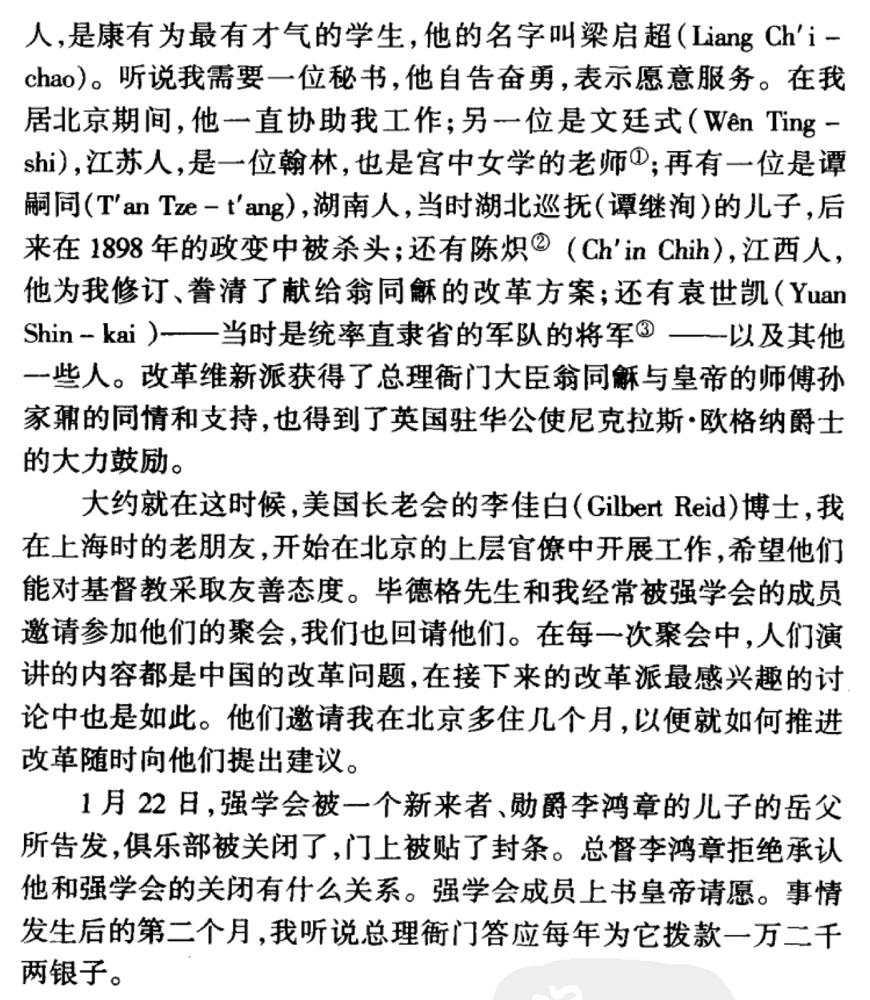 人,是康有为最有才气的学生,他的名字叫梁启超(Liang Ch′i－
chao)。听说我需要一位秘书,他自告奋勇,表示愿意服务。在我
居北京期间,他一直协助我工作;另一位是文廷式(Wên Ting－
shi),江苏人,是一位翰林,也是宫中女学的老师①;再有一位是谭
嗣同(T′an Tze－t′ang),湖南人,当时湖北巡抚(谭继洵)的儿子,后
来在 1898 年的政变中被杀头;还有陈炽②(Ch′in Chih),江西人,
他为我修订、誊清了献给翁同龢的改革方案;还有袁世凯(Yuan
Shin－kai)——当时是统率直隶省的军队的将军③——以及其他
一些人。改革维新派获得了总理衙门大臣翁同龢与皇帝的师傅孙
家鼐的同情和支持,也得到了英国驻华公使尼克拉斯·欧格纳爵士
的大力鼓励。
大约就在这时候,美国长老会的李佳白(Gilbert Reid)博士,我
在上海时的老朋友,开始在北京的上层官僚中开展工作,希望他们
能对基督教采取友善态度。毕德格先生和我经常被强学会的成员
邀请参加他们的聚会,我们也回请他们。在每一次聚会中,人们演
讲的内容都是中国的改革问题,在接下来的改革派最感兴趣的讨
论中也是如此。他们邀请我在北京多住几个月,以便就如何推进
改革随时向他们提出建议。
1 月 22 日,强学会被一个新来者、勋爵李鸿章的儿子的岳父
所告发,俱乐部被关闭了,门上被贴了封条。总督李鸿章拒绝承认
他和强学会的关闭有什么关系。强学会成员上书皇帝请愿。事情
发生后的第二个月,我听说总理衙门答应每年为它拨款一万二千
两银子。